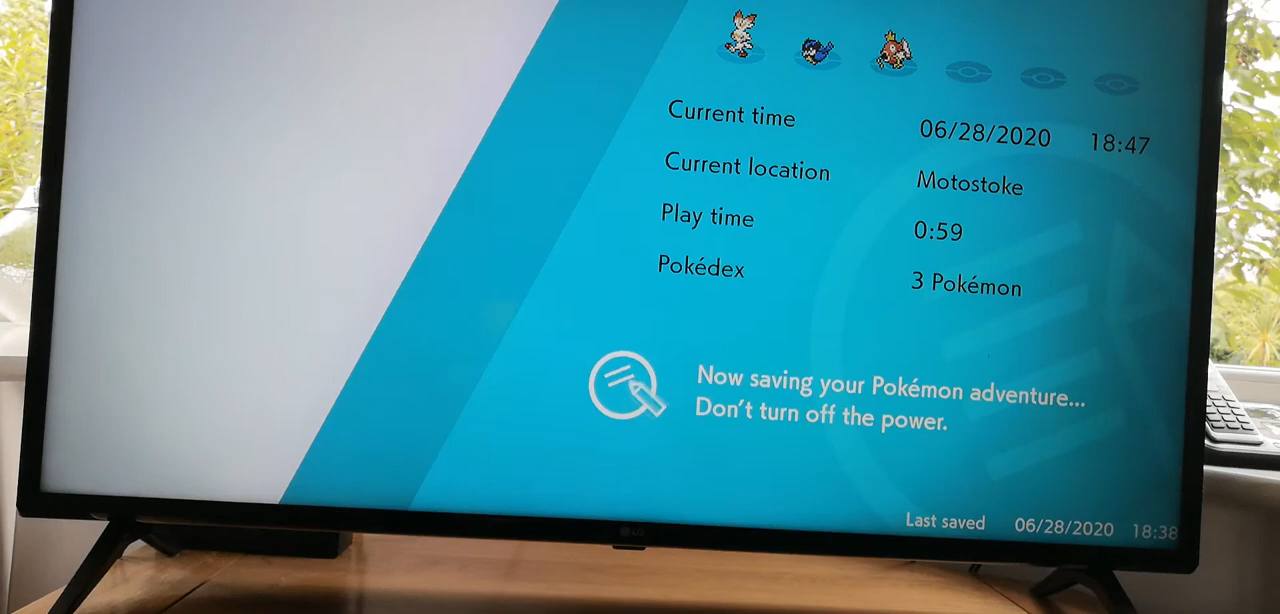 Current time 06/28/2020 18:47
Current location Motostoke
Play time 0:59
Pokédex 3 Pokémon
Now saving your Pokémon adventure...
Don't turn off the power.
Last saved 06/28/2020 18:38
LG